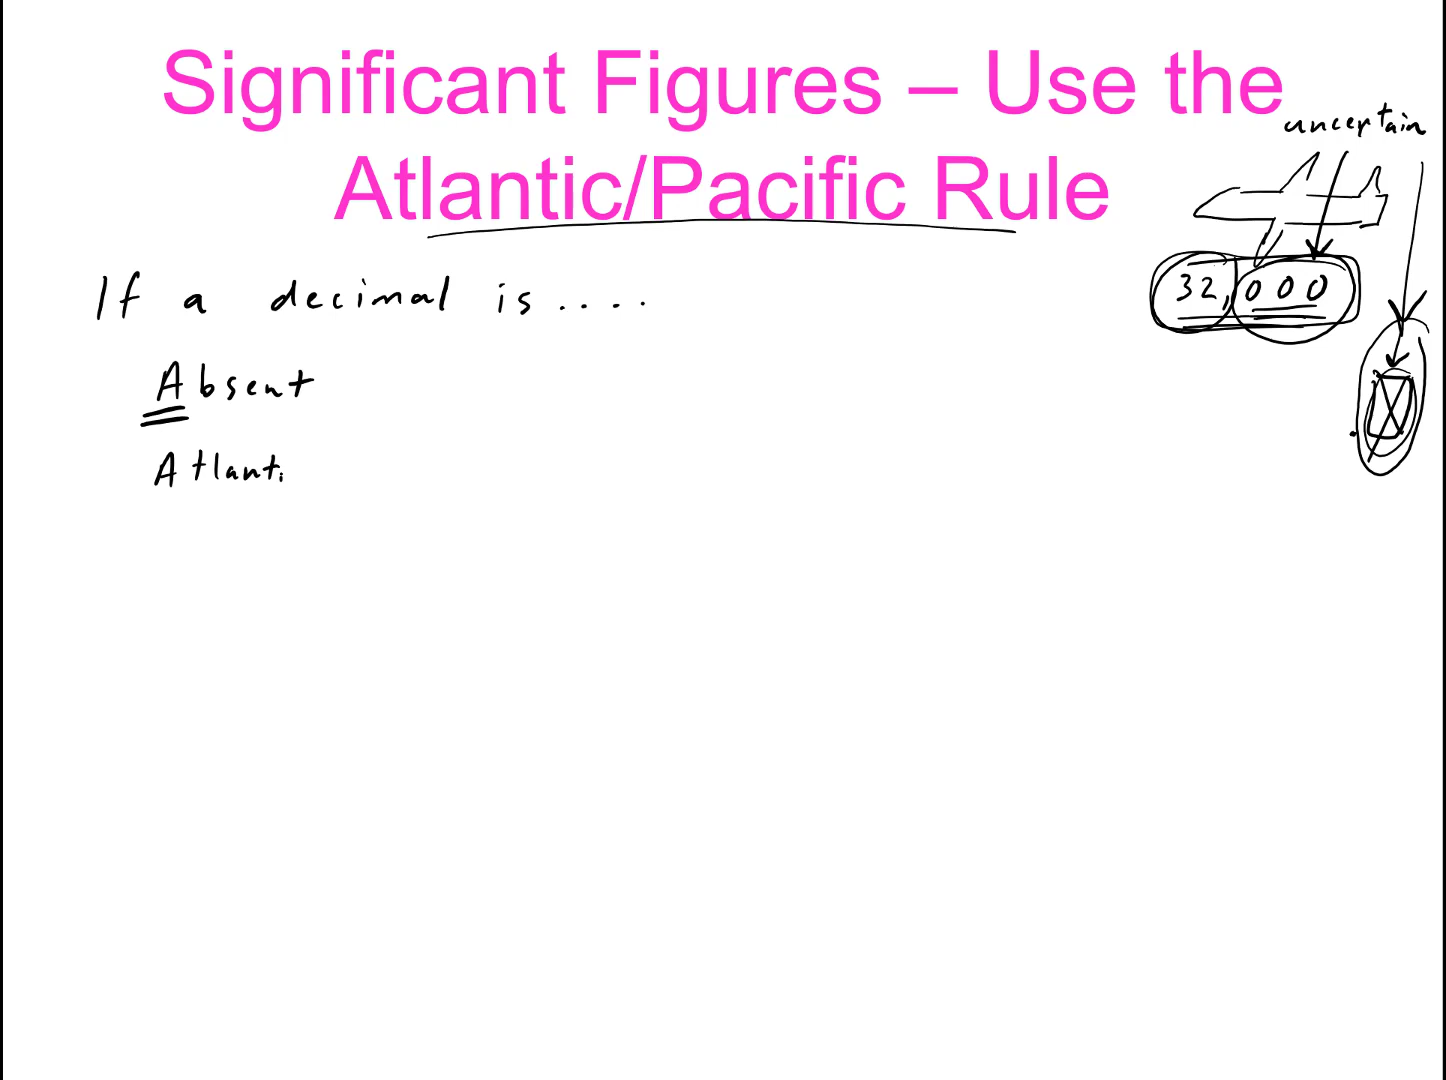 Significant Figures – Use the
Atlantic/Pacific Rule
uncertain
32,000
If a decimal is ....
Absent
Atlanti